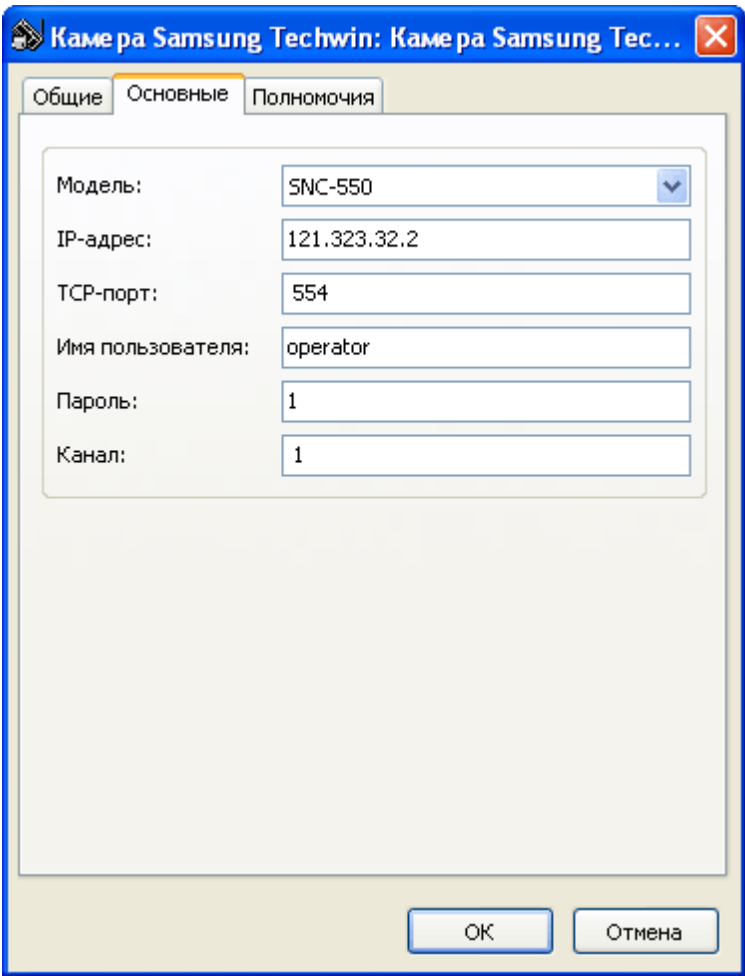 Камера Samsung Techwin: Камера Samsung Tec...
Общие Основные Полномочия
Модель: SNC-550
IP-адрес: 121.323.32.2
TCP-порт: 554
Имя пользователя: operator
Пароль: 1
Канал: 1
ОК Отмена